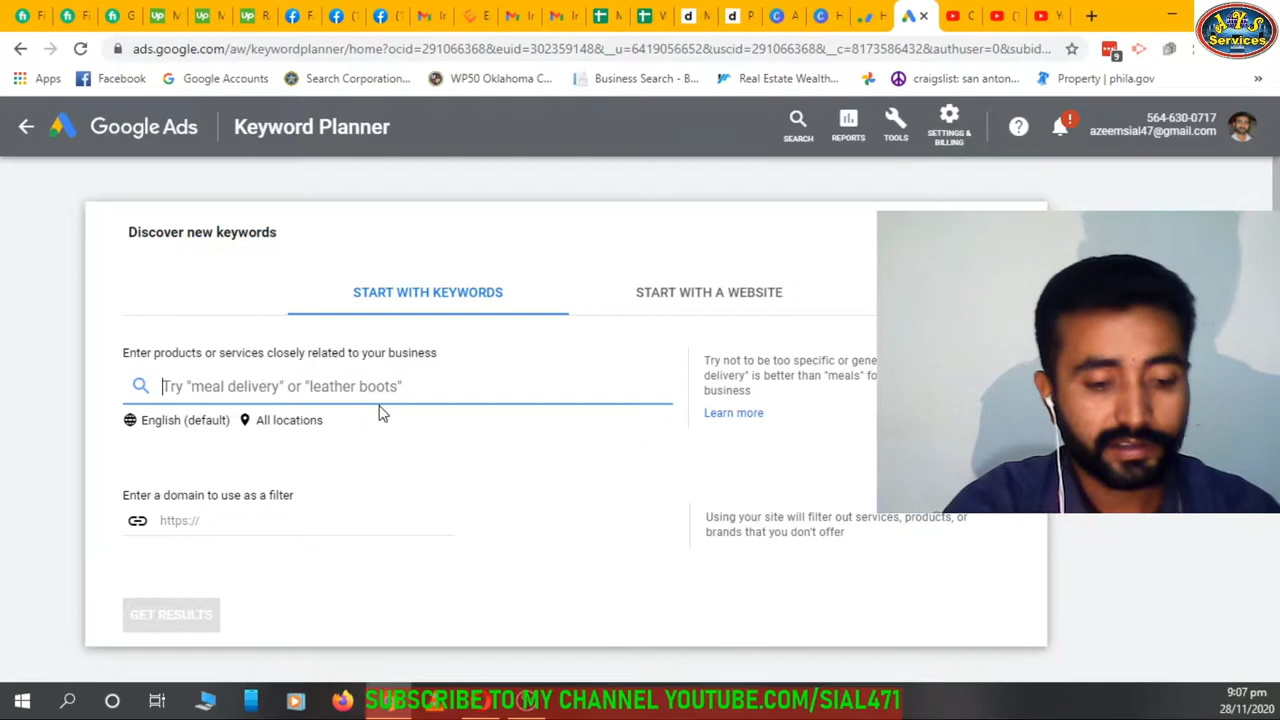 ads.google.com/aw/keywordplanner/home?ocid=291066368&euid=302359148&__u=6419056652&uscid=291066398&__c=8173586432&authuser=0&subid...
9
Apps
Facebook
Google Accounts
Search Corporation...
WP50 Oklahoma C...
Business Search - B...
Real Estate Wealth...
craigslist: san anton...
Property | phila.gov
»
AYS
Services
Google Ads
Keyword Planner
SEARCH
REPORTS
TOOLS
SETTINGS &
BILLING
564-630-0717
azeemsial47@gmail.com
Discover new keywords
START WITH KEYWORDS
START WITH A WEBSITE
Enter products or services closely related to your business
Try "meal delivery" or "leather boots"
English (default)
All locations
Try not to be too specific or gene
delivery" is better than "meals" fo
business
Learn more
Enter a domain to use as a filter
https://
Using your site will filter out services, products, or
brands that you don't offer
GET RESULTS
SUBSCRIBE TO MY CHANNEL YOUTUBE.COM/SIAL471
9:07 pm
28/11/2020